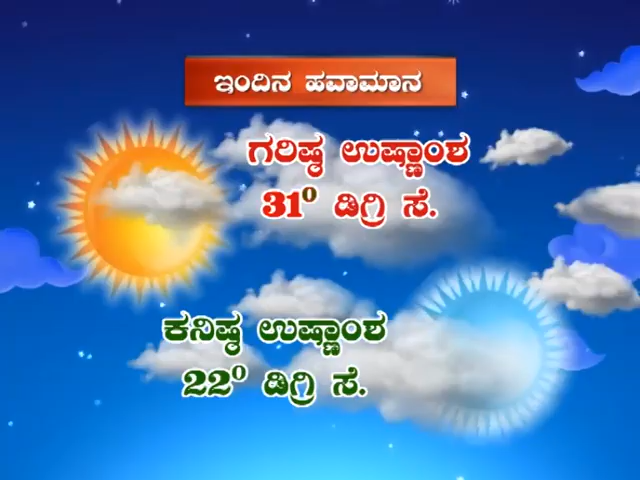 ಇಂದಿನ ಹವಾಮಾನ
ಗರಿಷ್ಠ ಉಷ್ಣಾಂಶ
31⁰ ಡಿಗ್ರಿ ಸೆ.
ಕನಿಷ್ಠ ಉಷ್ಣಾಂಶ
22⁰ ಡಿಗ್ರಿ ಸೆ.